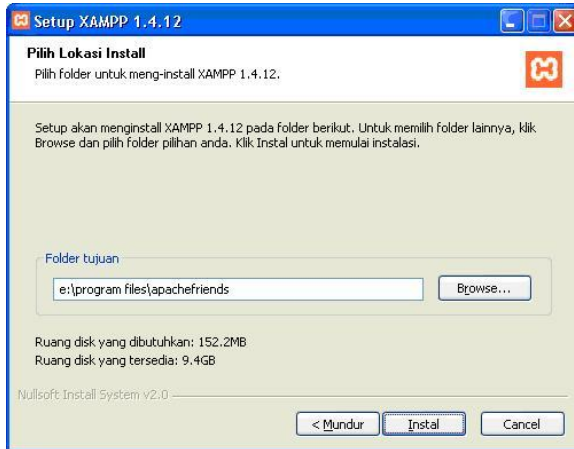 Setup XAMPP 1.4.12
Pilih Lokasi Install
Pilih folder untuk meng-install XAMPP 1.4.12.
Setup akan menginstall XAMPP 1.4.12 pada folder berikut. Untuk memilih folder lainnya, klik
Browse dan pilih folder pilihan anda. Klik Instal untuk memulai instalasi.
Folder tujuan
e:\program files\apachefriends
Browse...
Ruang disk yang dibutuhkan: 152.2MB
Ruang disk yang tersedia: 9.4GB
Nullsoft Install System v2.0
< Mundur
Instal
Cancel